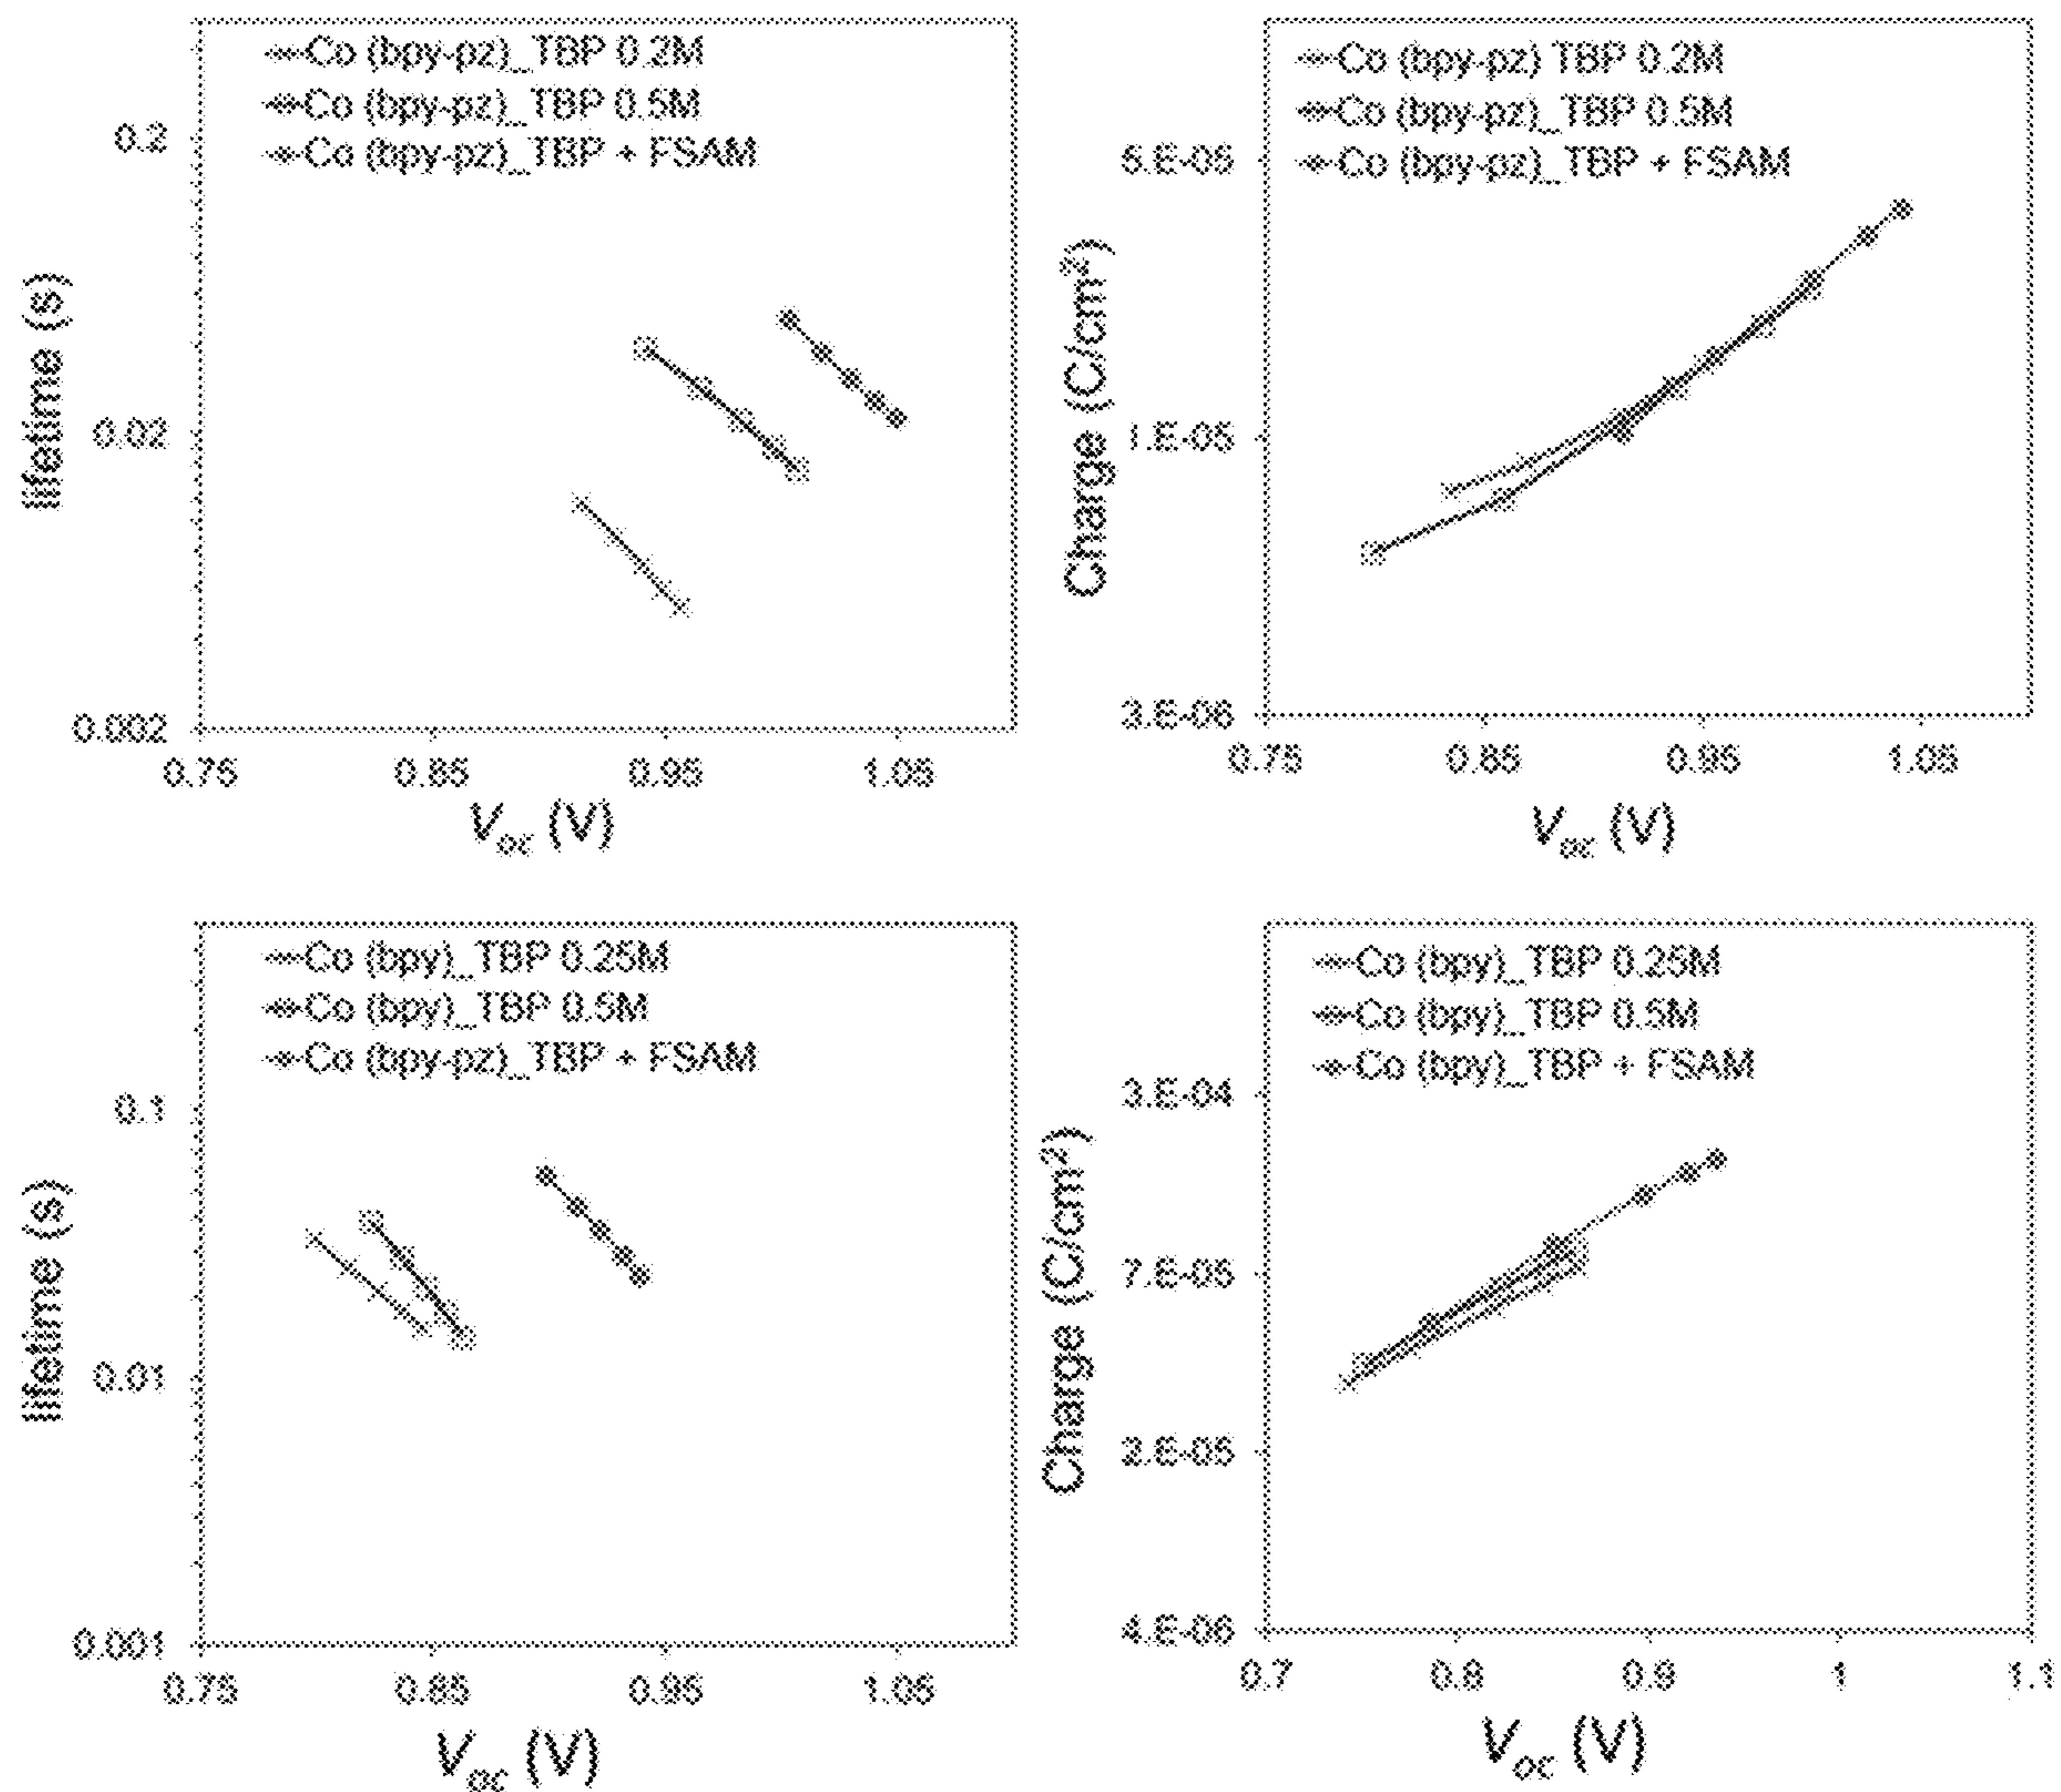 Co (bpy-pz)_TBP 0.2M
Co (bpy-pz)_TBP 0.5M
Co (bpy-pz)_TBP + FSAM
lifetime (s)
0.2
0.02
0.002
0.75 0.85 0.95 1.05
Voc (V)
Co (bpy-pz) TBP 0.2M
Co (bpy-pz)_TBP 0.5M
Co (bpy-pz)_TBP + FSAM
Charge (C/cm²)
5.E-05
1.E-05
3.E-06
0.75 0.85 0.95 1.05
Voc (V)
Co (bpy)_TBP 0.25M
Co (bpy)_TBP 0.5M
Co (bpy-pz)_TBP + FSAM
lifetime (s)
0.1
0.01
0.001
0.75 0.85 0.95 1.05
Voc (V)
Co (bpy)_TBP 0.25M
Co (bpy)_TBP 0.5M
Co (bpy)_TBP + FSAM
Charge (C/cm²)
3.E-04
7.E-05
2.E-05
4.E-06
0.7 0.8 0.9 1 1.1
Voc (V)